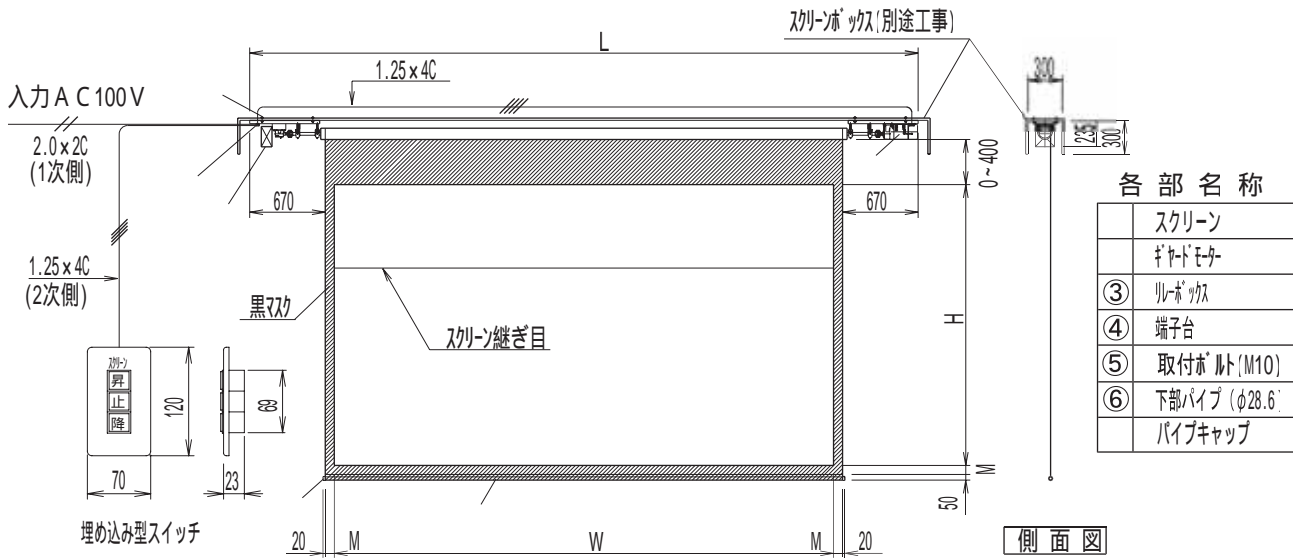 スクリーンボックス(別途工事)
L
300
1.25×4C
入力AC100V
2.0×2C
(1次側)
235
300
0~400
各部名称
スクリーン
ギヤードモーター
③ リレーボックス
④ 端子台
⑤ 取付ボルト(M10)
⑥ 下部パイプ(φ28.6
パイプキャップ
670
670
1.25×4C
(2次側)
黒マスク
スクリーン継ぎ目
H
スクリーン
昇
止
降
120
69
70
23
M
50
埋め込み型スイッチ
20
M
W
M
20
側面図